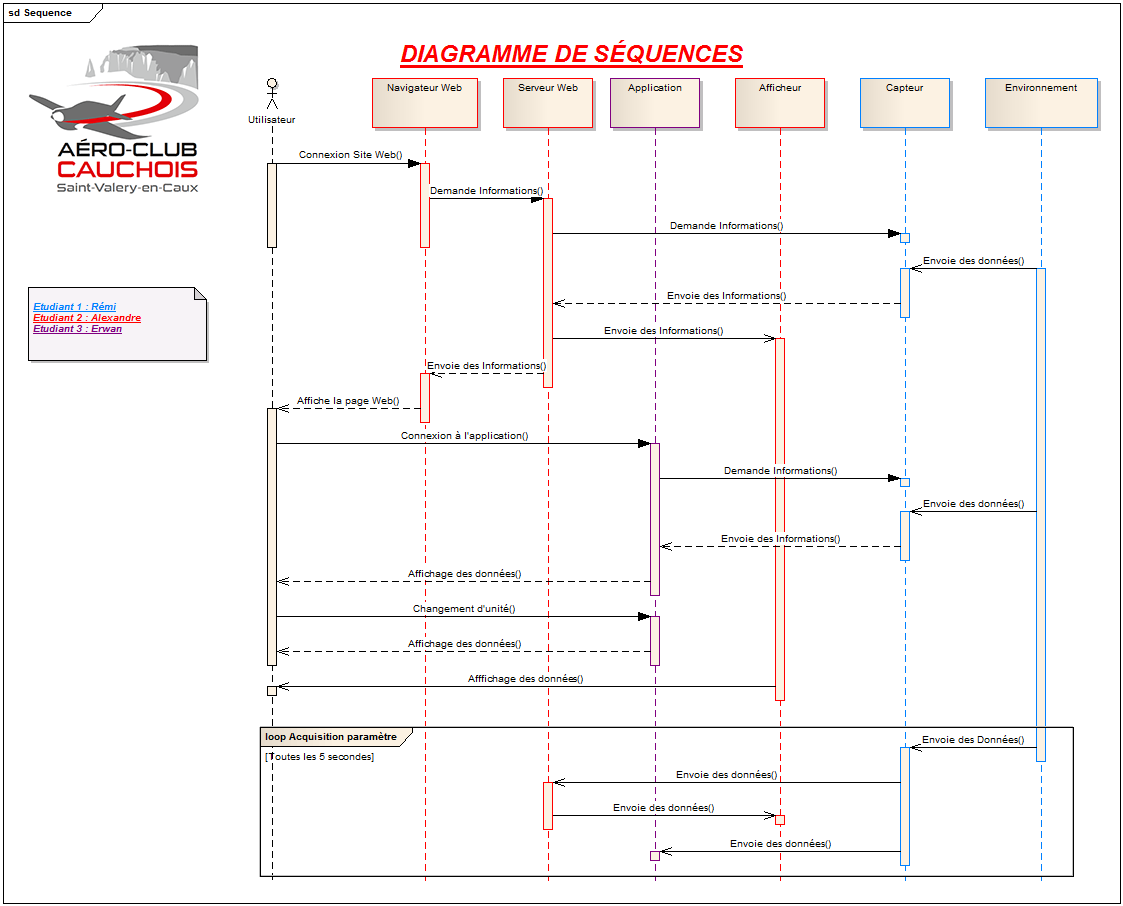 sd Sequence
DIAGRAMME DE SÉQUENCES
AÉRO-CLUB
CAUCHOIS
Saint-Valery-en-Caux
Utilisateur
Navigateur Web
Serveur Web
Application
Afficheur
Capteur
Environnement
Connexion Site Web()
Demande Informations()
Demande Informations()
Envoie des données()
Etudiant 1 : Rémi
Etudiant 2 : Alexandre
Etudiant 3 : Erwan
Envoie des Informations()
Envoie des Informations()
Envoie des Informations()
Affiche la page Web()
Connexion à l'application()
Demande Informations()
Envoie des données()
Envoie des Informations()
Affichage des données()
Changement d'unité()
Affichage des données()
Afffichage des données()
loop Acquisition paramètre
[Toutes les 5 secondes]
Envoie des Données()
Envoie des données()
Envoie des données()
Envoie des données()